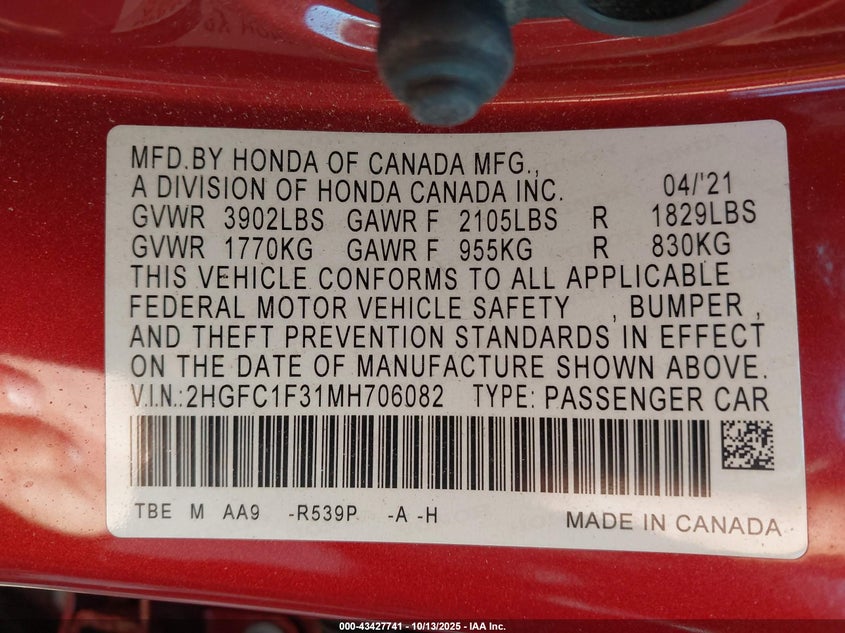 MFD.BY HONDA OF CANADA MFG.,
A DIVISION OF HONDA CANADA INC. 04/'21
GVWR 3902LBS GAWR F 2105LBS R 1829LBS
GVWR 1770KG GAWR F 955KG R 830KG
THIS VEHICLE CONFORMS TO ALL APPLICABLE
FEDERAL MOTOR VEHICLE SAFETY , BUMPER ,
AND THEFT PREVENTION STANDARDS IN EFFECT
ON THE DATE OF MANUFACTURE SHOWN ABOVE.
V.I.N.:2HGFC1F31MH706082 TYPE: PASSENGER CAR
TBE M AA9 -R539P -A -H MADE IN CANADA
000-43427741 - 10/13/2025 - IAA Inc.